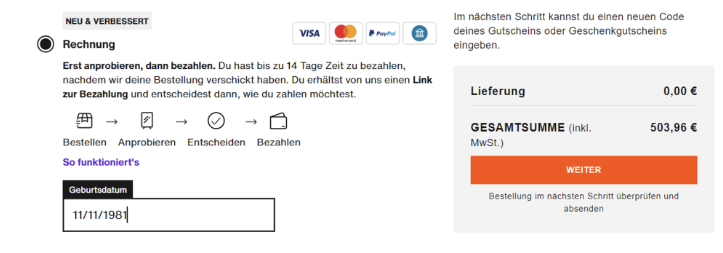 NEU & VERBESSERT
Rechnung
VISA
mastercard
PayPal
Erst anprobieren, dann bezahlen. Du hast bis zu 14 Tage Zeit zu bezahlen,
nachdem wir deine Bestellung verschickt haben. Du erhältst von uns einen Link
zur Bezahlung und entscheidest dann, wie du zahlen möchtest.
Bestellen → Anprobieren → Entscheiden → Bezahlen
So funktioniert's
Geburtsdatum
11/11/1981
Im nächsten Schritt kannst du einen neuen Code
deines Gutscheins oder Geschenkgutscheins
eingeben.
Lieferung 0,00 €
GESAMTSUMME (inkl. 503,96 €
MwSt.)
WEITER
Bestellung im nächsten Schritt überprüfen und
absenden